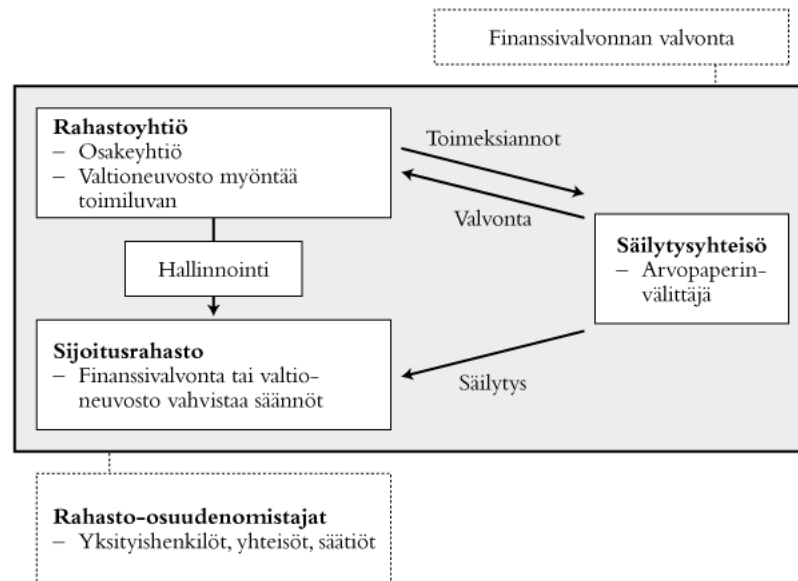 Finanssivalvonnan valvonta
Rahastoyhtiö
– Osakeyhtiö
– Valtioneuvosto myöntää
toimiluvan
Toimeksiannot
Valvonta
Hallinnointi
Säilytysyhteisö
– Arvopaperin-
välittäjä
Sijoitusrahasto
– Finanssivalvonta tai valtio-
neuvosto vahvistaa säännöt
Säilytys
Rahasto-osuudenomistajat
– Yksityishenkilöt, yhteisöt, säätiöt